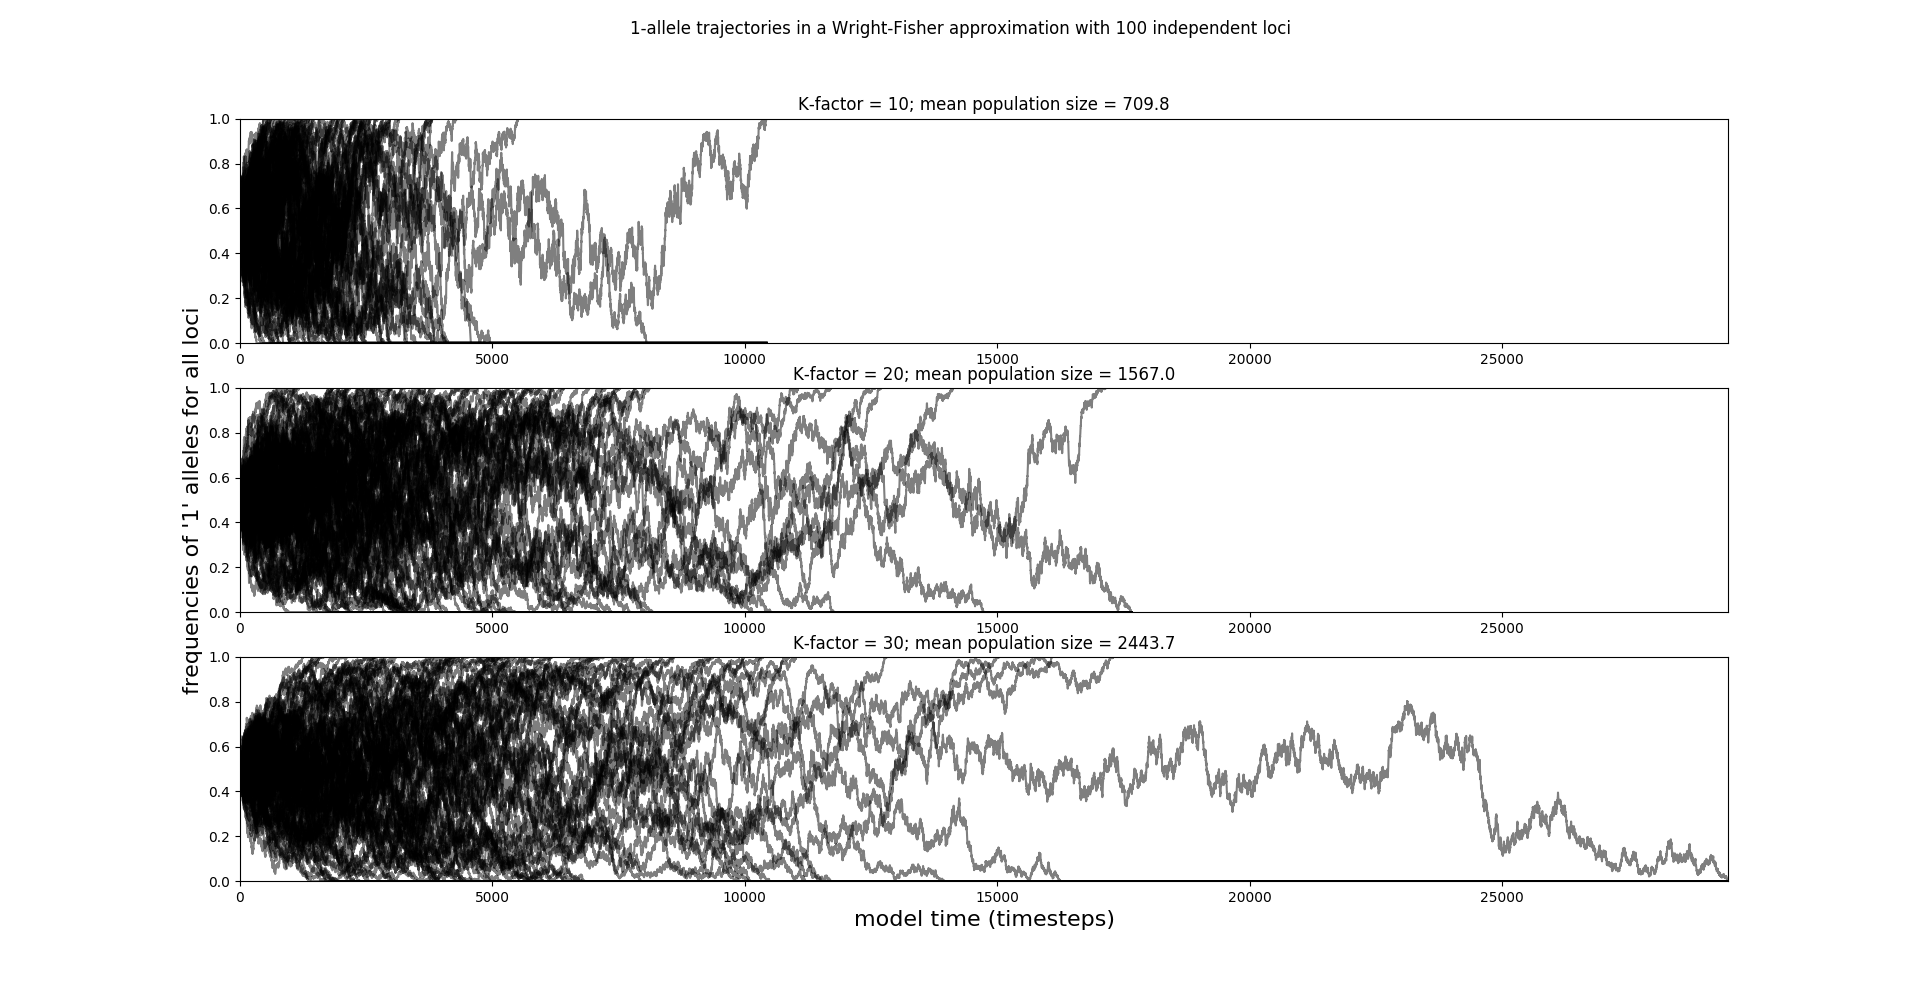 1-allele trajectories in a Wright-Fisher approximation with 100 independent loci
K-factor = 10; mean population size = 709.8
1.0
0.8
0.6
0.4
0.2
0.0
0 5000 10000 15000 20000 25000
K-factor = 20; mean population size = 1567.0
1.0
0.8
0.6
0.4
0.2
0.0
0 5000 10000 15000 20000 25000
K-factor = 30; mean population size = 2443.7
1.0
0.8
0.6
0.4
0.2
0.0
0 5000 10000 15000 20000 25000
frequencies of '1' alleles for all loci
model time (timesteps)